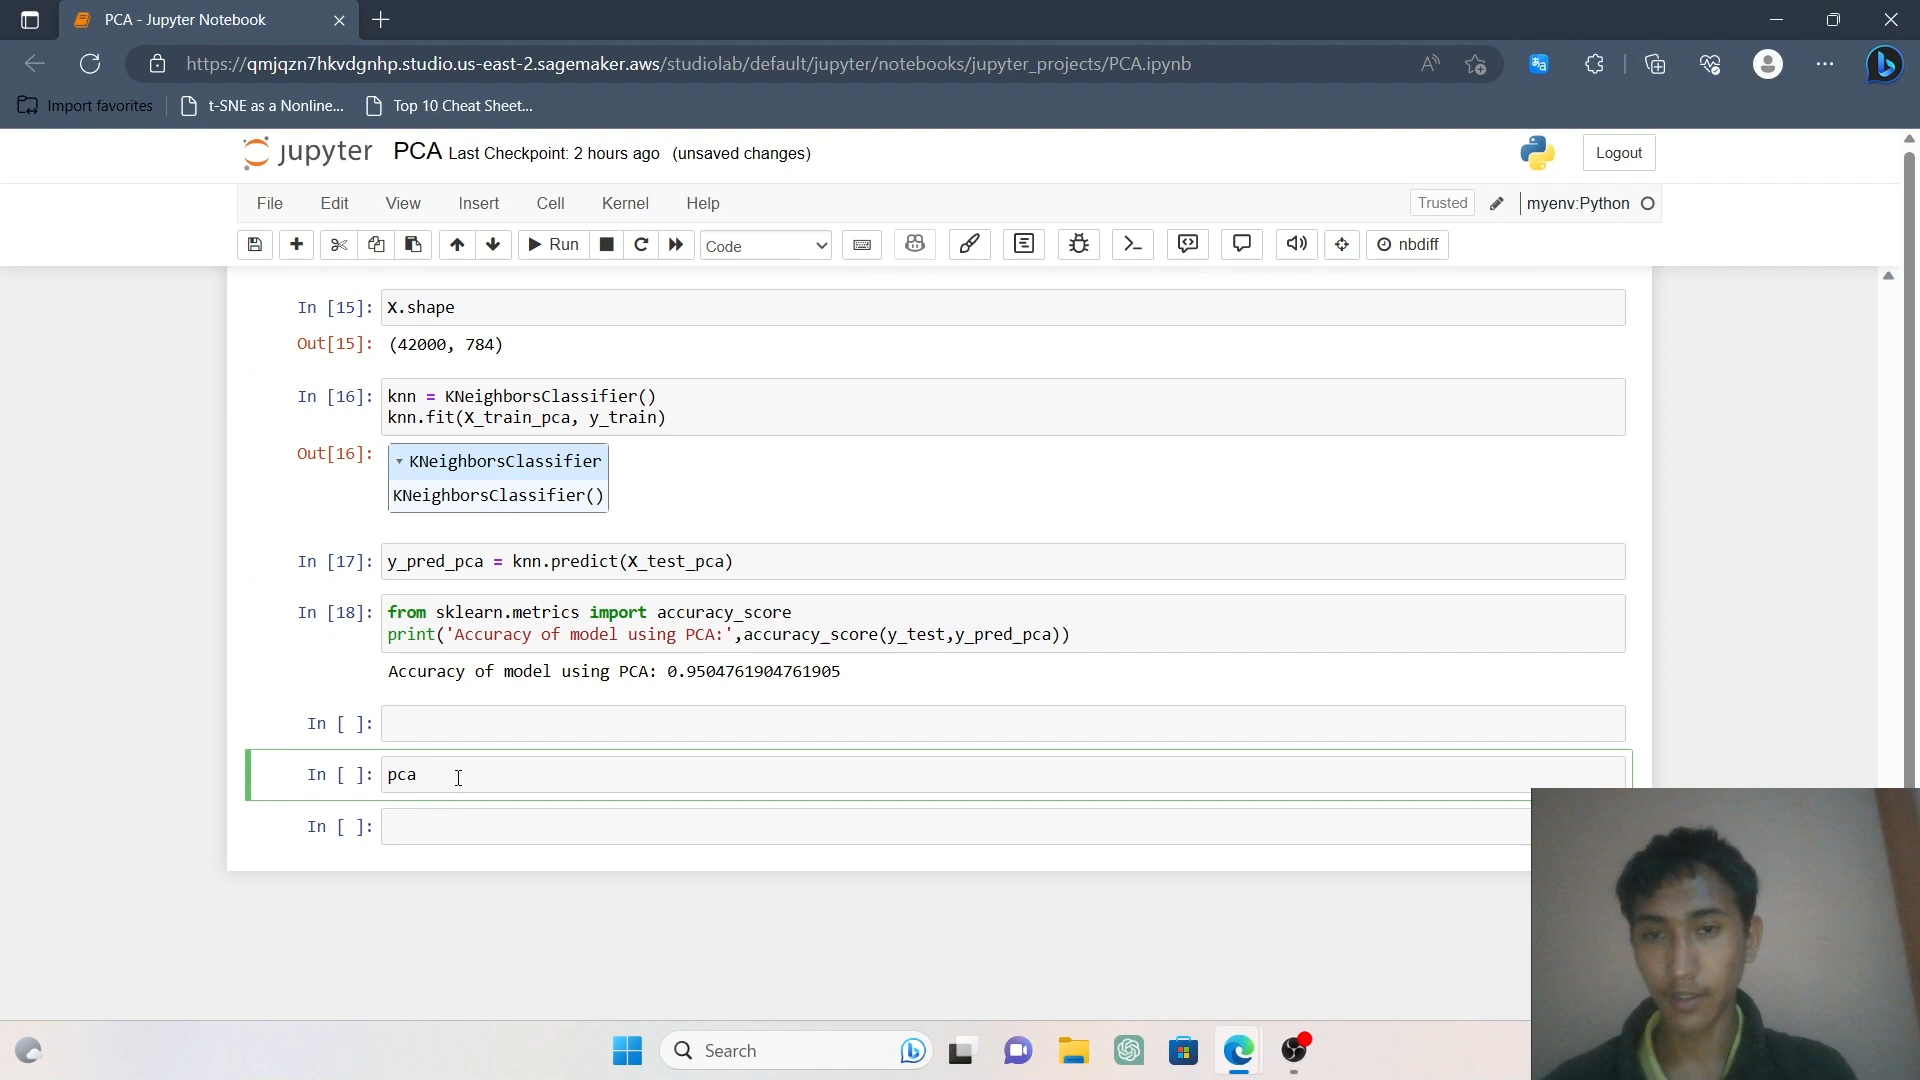 PCA - Jupyter Notebook
https://qmjqzn7hkvdgnhp.studio.us-east-2.sagemaker.aws/studiolab/default/jupyter/notebooks/jupyter_projects/PCA.ipynb
Import favorites
t-SNE as a Nonline...
Top 10 Cheat Sheet...
jupyter PCA Last Checkpoint: 2 hours ago (unsaved changes)
Logout
File Edit View Insert Cell Kernel Help
Trusted
myenv:Python
Run
Code
nbdiff
In [15]: X.shape
Out[15]: (42000, 784)
In [16]: knn = KNeighborsClassifier()
knn.fit(X_train_pca, y_train)
Out[16]: KNeighborsClassifier
KNeighborsClassifier()
In [17]: y_pred_pca = knn.predict(X_test_pca)
In [18]: from sklearn.metrics import accuracy_score
print('Accuracy of model using PCA:',accuracy_score(y_test,y_pred_pca))
Accuracy of model using PCA: 0.9504761904761905
In [ ]:
In [ ]: pca
In [ ]:
Search